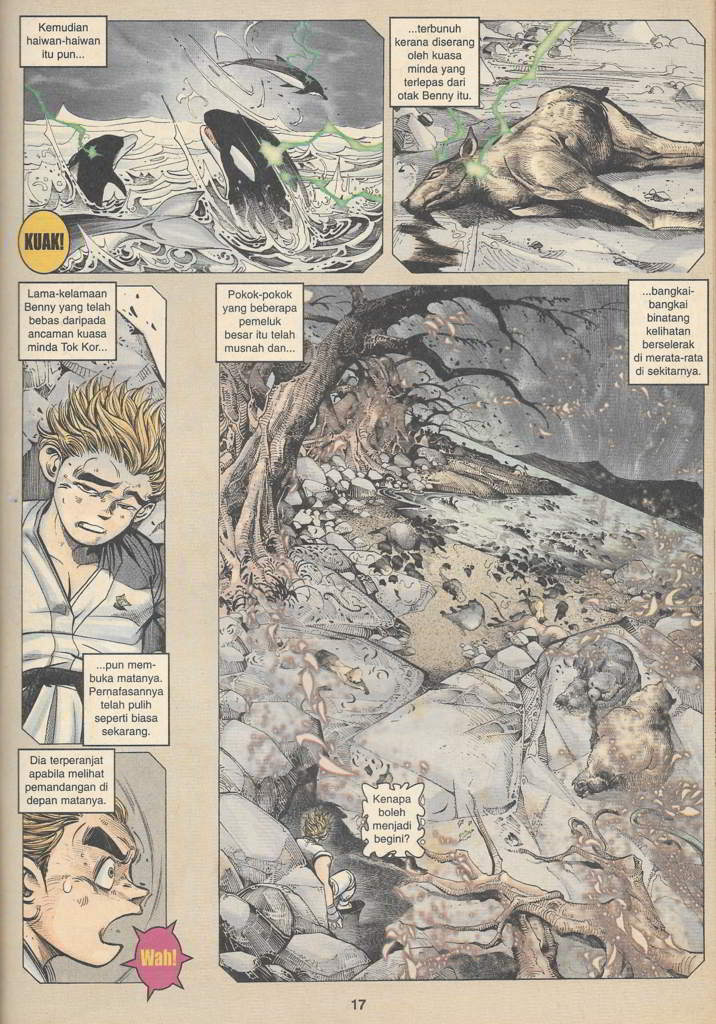 Kemudian
haiwan-haiwan
itu pun...
KUAK!
...terbunuh
kerana diserang
oleh kuasa
minda yang
terlepas dari
otak Benny itu.
Lama-kelamaan
Benny yang telah
bebas daripada
ancaman kuasa
minda Tok Kor...
...pun mem-
buka matanya.
Pernafasannya
telah pulih
seperti biasa
sekarang.
Dia terperanjat
apabila melihat
pemandangan di
depan matanya.
Wah!
Pokok-pokok
yang beberapa
pemeluk
besar itu telah
musnah dan...
...bangkai-
bangkai
binatang
kelihatan
berselerak
di merata-rata
di sekitarnya.
Kenapa
boleh
menjadi
begini?
17